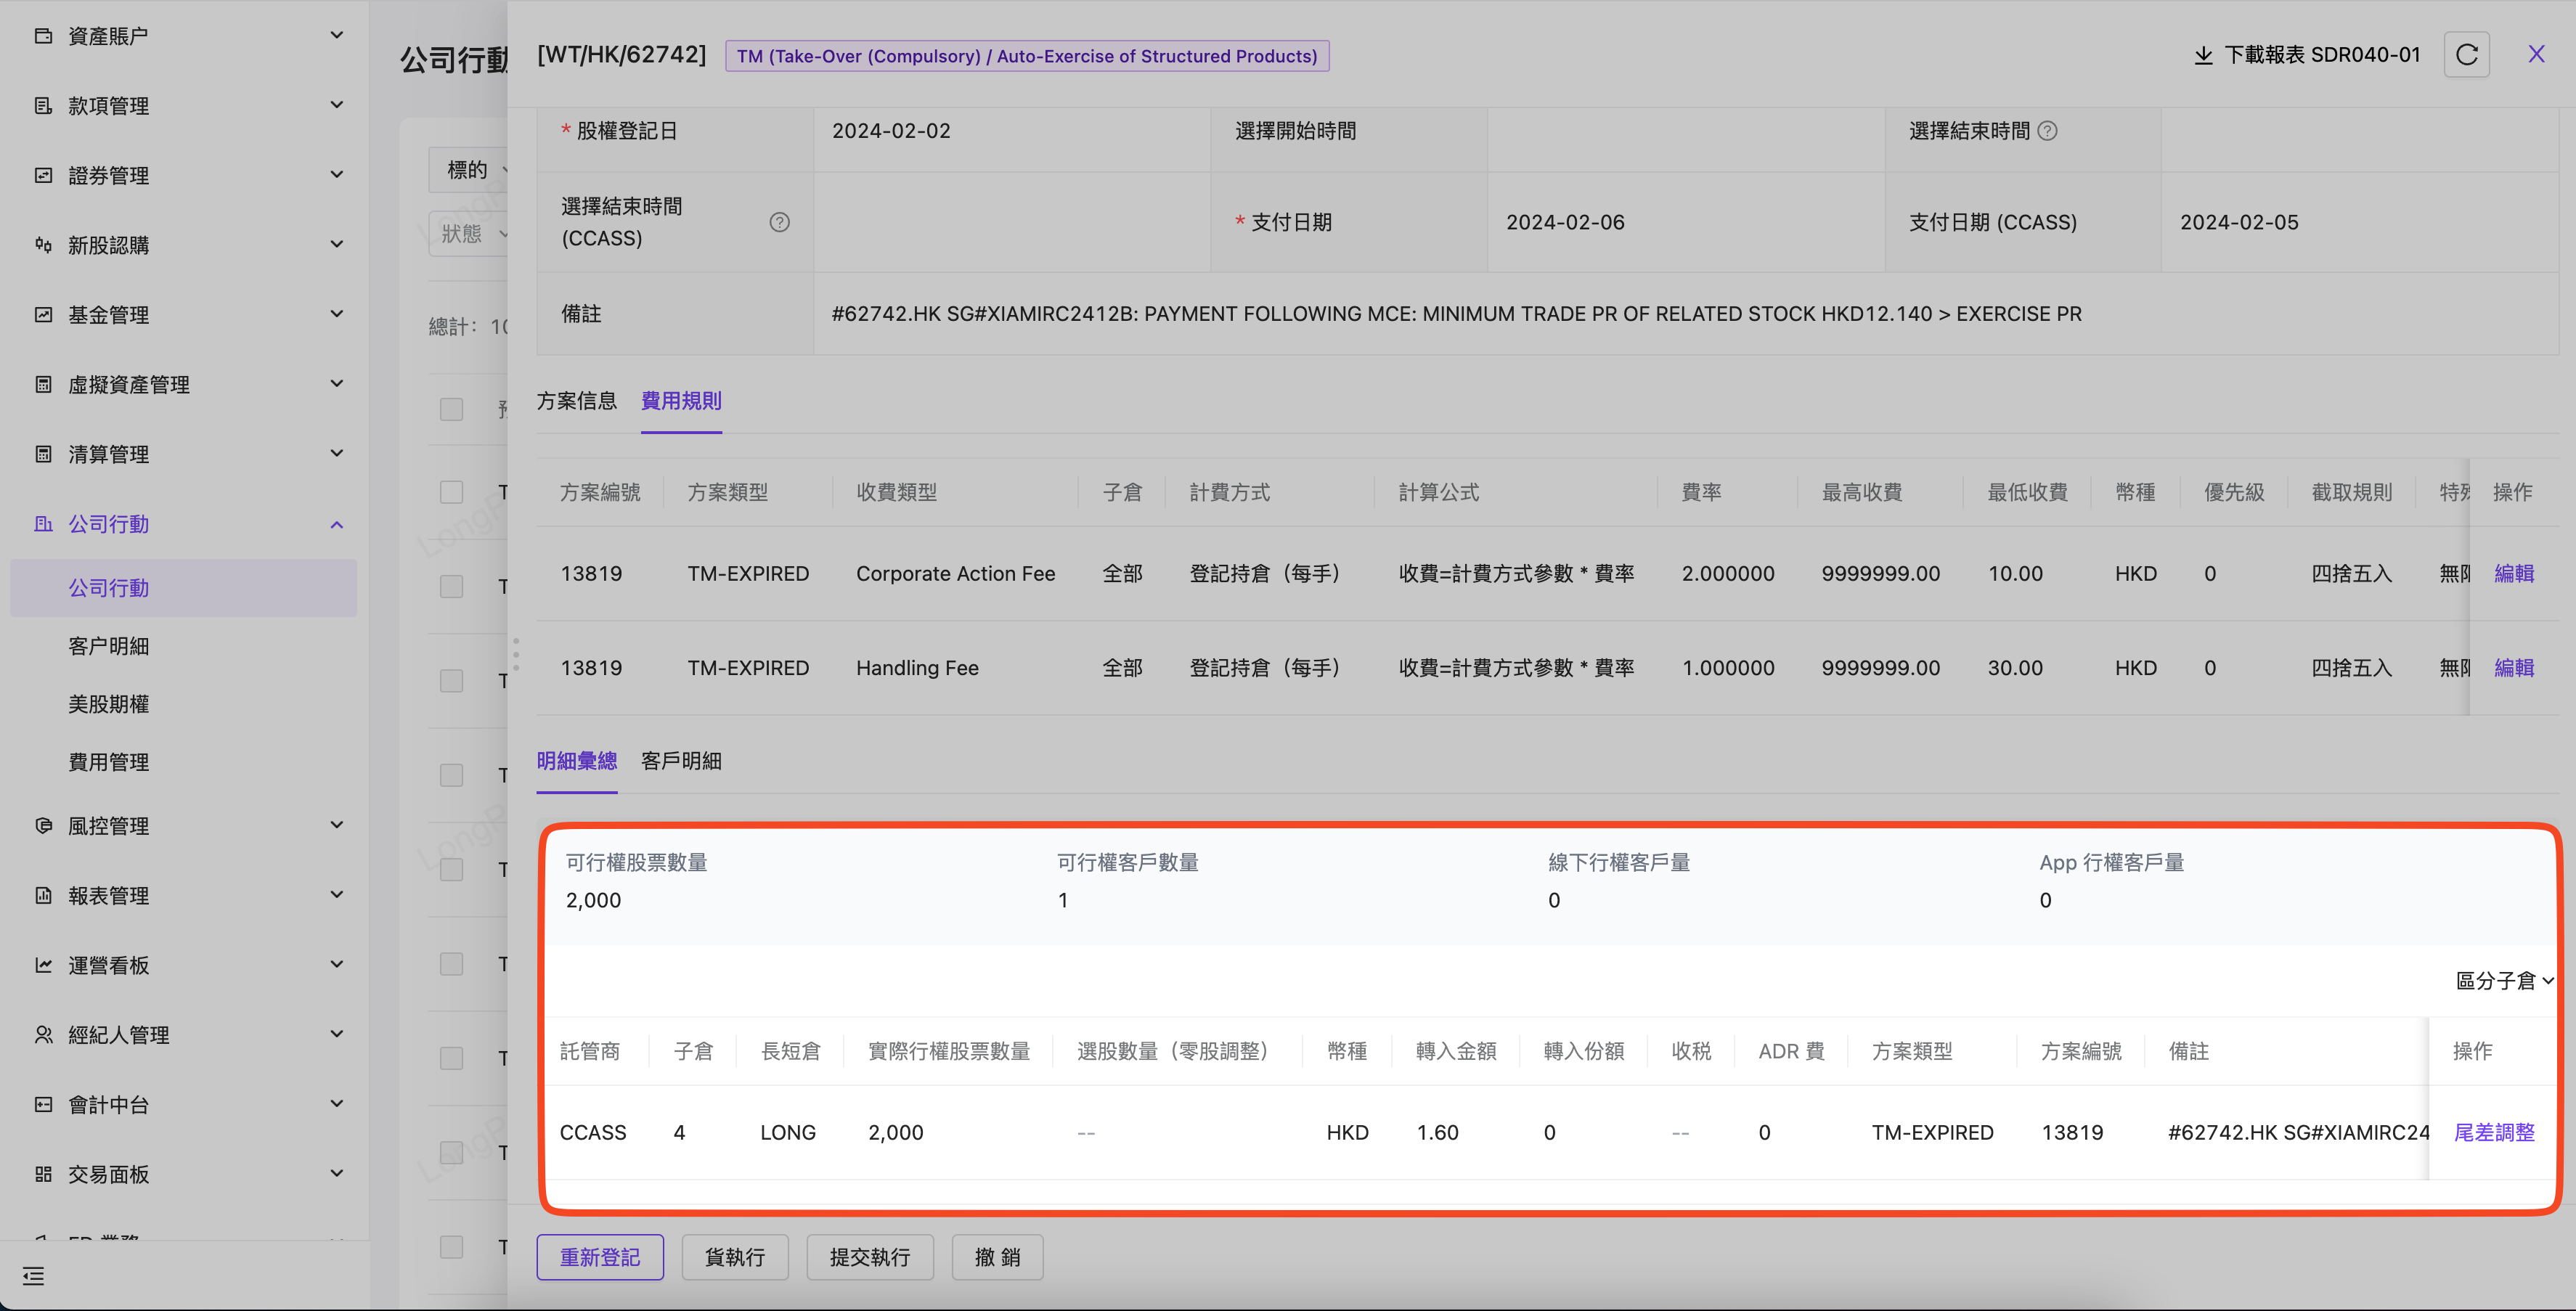 資產賬户
款項管理
證券管理
新股認購
基金管理
虛擬資產管理
清算管理
公司行動
公司行動
客户明細
美股期權
費用管理
風控管理
報表管理
運營看板
經紀人管理
會計中台
交易面板
公司行動
標的
狀態
總計：
[WT/HK/62742]
TM (Take-Over (Compulsory) / Auto-Exercise of Structured Products)
下載報表 SDR040-01
* 股權登記日 2024-02-02 選擇開始時間 選擇結束時間
選擇結束時間 (CCASS) * 支付日期 2024-02-06 支付日期 (CCASS) 2024-02-05
備註 #62742.HK SG#XIAMIRC2412B: PAYMENT FOLLOWING MCE: MINIMUM TRADE PR OF RELATED STOCK HKD12.140 > EXERCISE PR
方案信息 費用規則
方案編號 方案類型 收費類型 子倉 計費方式 計算公式 費率 最高收費 最低收費 幣種 優先級 截取規則 特殊 操作
13819 TM-EXPIRED Corporate Action Fee 全部 登記持倉（每手） 收費=計費方式參數 * 費率 2.000000 9999999.00 10.00 HKD 0 四捨五入 無限 編輯
13819 TM-EXPIRED Handling Fee 全部 登記持倉（每手） 收費=計費方式參數 * 費率 1.000000 9999999.00 30.00 HKD 0 四捨五入 無限 編輯
明細彙總 客戶明細
可行權股票數量 可行權客戶數量 線下行權客戶量 App 行權客戶量
2,000 1 0 0
區分子倉
託管商 子倉 長短倉 實際行權股票數量 選股數量（零股調整） 幣種 轉入金額 轉入份額 收税 ADR 費 方案類型 方案編號 備註 操作
CCASS 4 LONG 2,000 -- HKD 1.60 0 -- 0 TM-EXPIRED 13819 #62742.HK SG#XIAMIRC24 尾差調整
重新登記 貨執行 提交執行 撤 銷